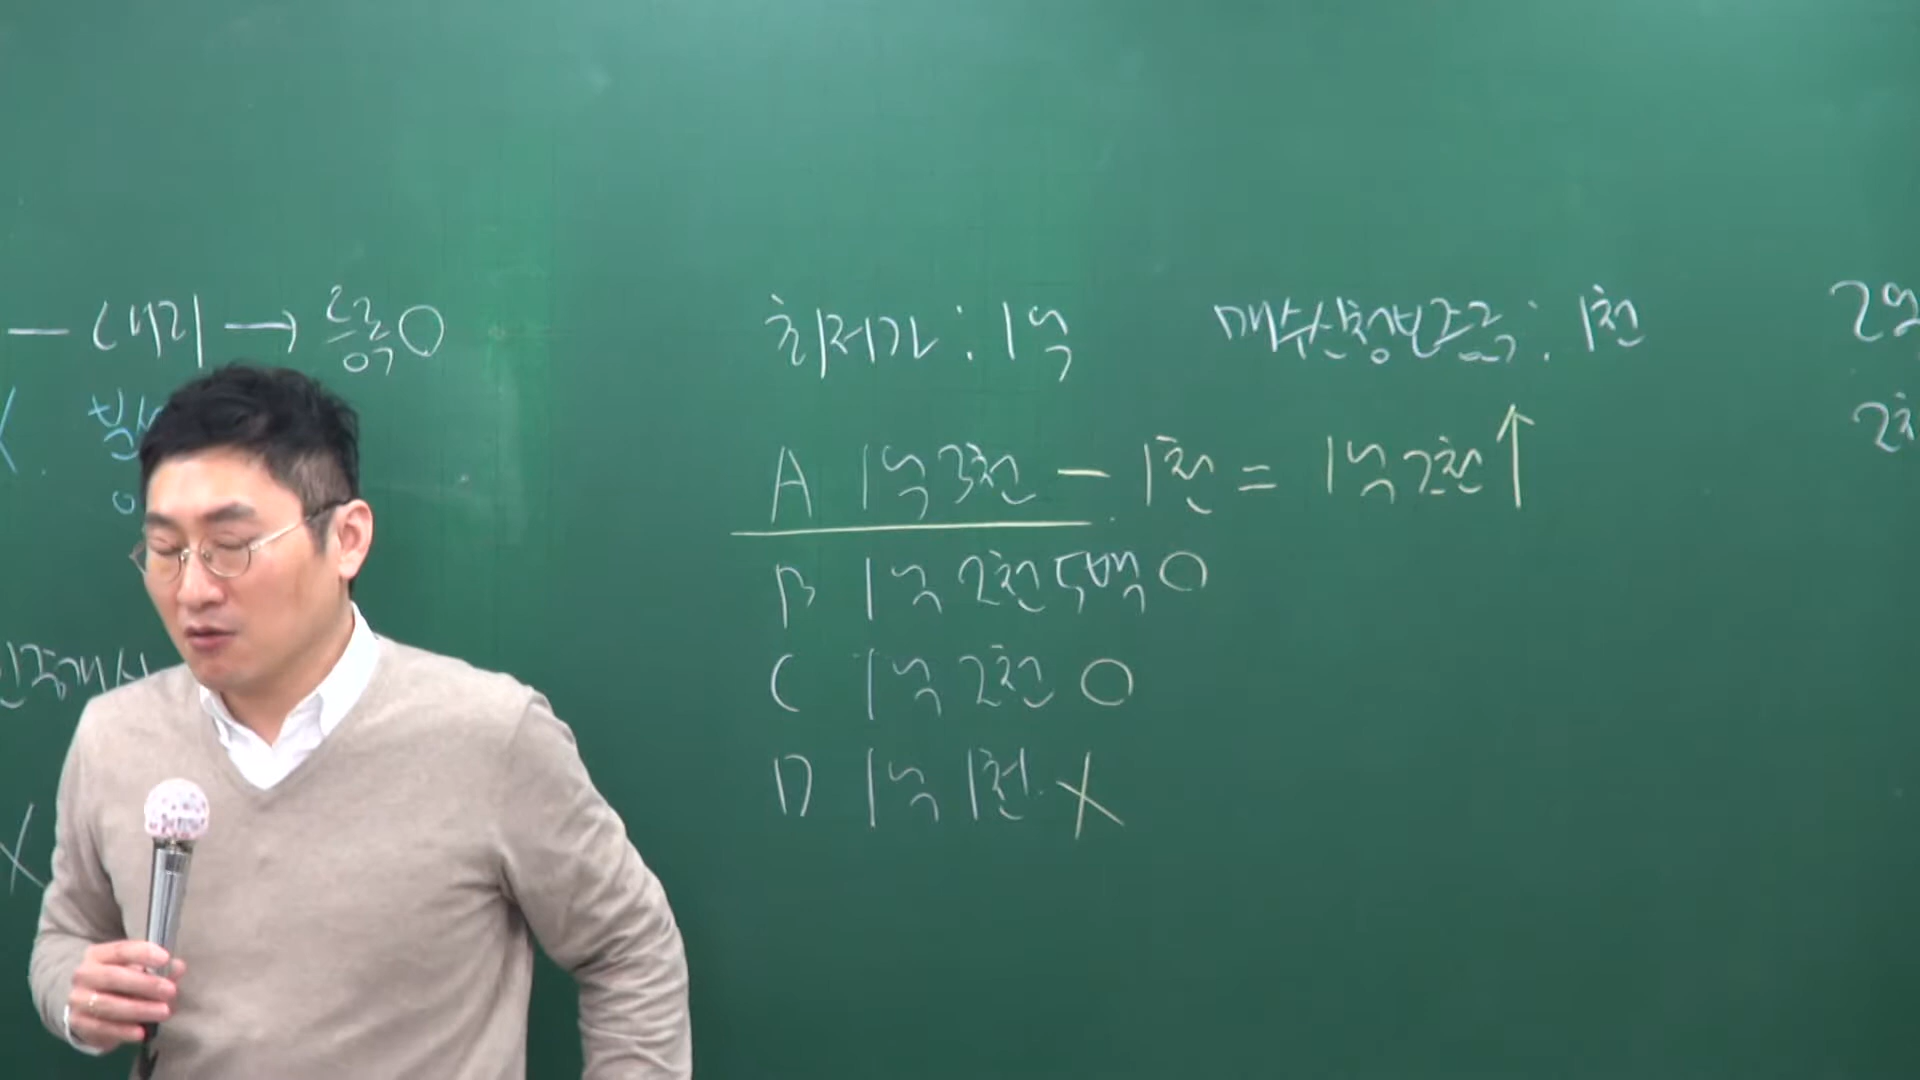 — 대리 → 등록 ○
최저가 : 1억 매수신청보증금 : 1천
A 1억3천 — 1천 = 1억2천 ↑
B 1억 2천5백 ○
C 1억 2천 ○
D 1억 1천. X
X